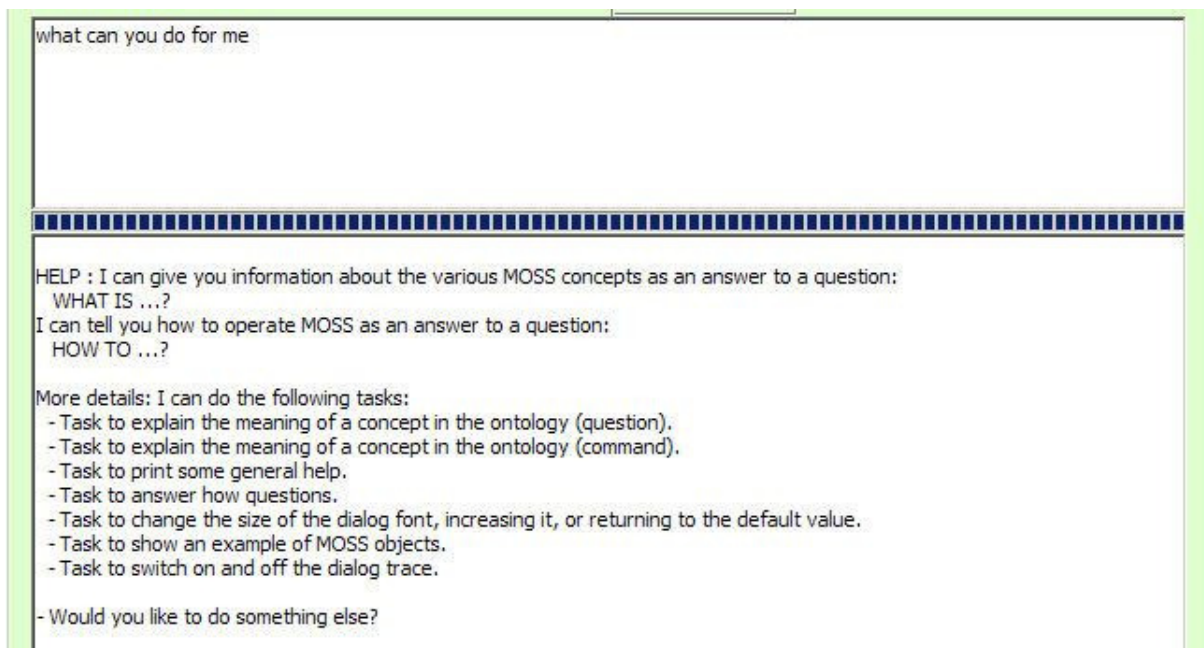 what can you do for me
HELP : I can give you information about the various MOSS concepts as an answer to a question:
WHAT IS ...?
I can tell you how to operate MOSS as an answer to a question:
HOW TO ...?
More details: I can do the following tasks:
- Task to explain the meaning of a concept in the ontology (question).
- Task to explain the meaning of a concept in the ontology (command).
- Task to print some general help.
- Task to answer how questions.
- Task to change the size of the dialog font, increasing it, or returning to the default value.
- Task to show an example of MOSS objects.
- Task to switch on and off the dialog trace.
- Would you like to do something else?